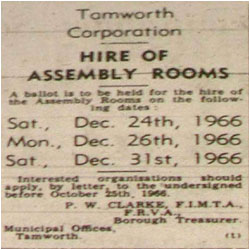 Tamworth
Corporation
HIRE OF
ASSEMBLY ROOMS
A ballot is to be held for the hire of
the Assembly Rooms on the follow-
ing dates:
Sat., Dec. 24th, 1966
Mon., Dec. 26th, 1966
Sat., Dec. 31st, 1966
Interested organisations should
apply, by letter, to the undersigned
before October 25th, 1966.
P. W. CLARKE, F.I.M.T.A.,
F.R.V.A.,
Borough Treasurer.
Municipal Offices,
Tamworth. (1)